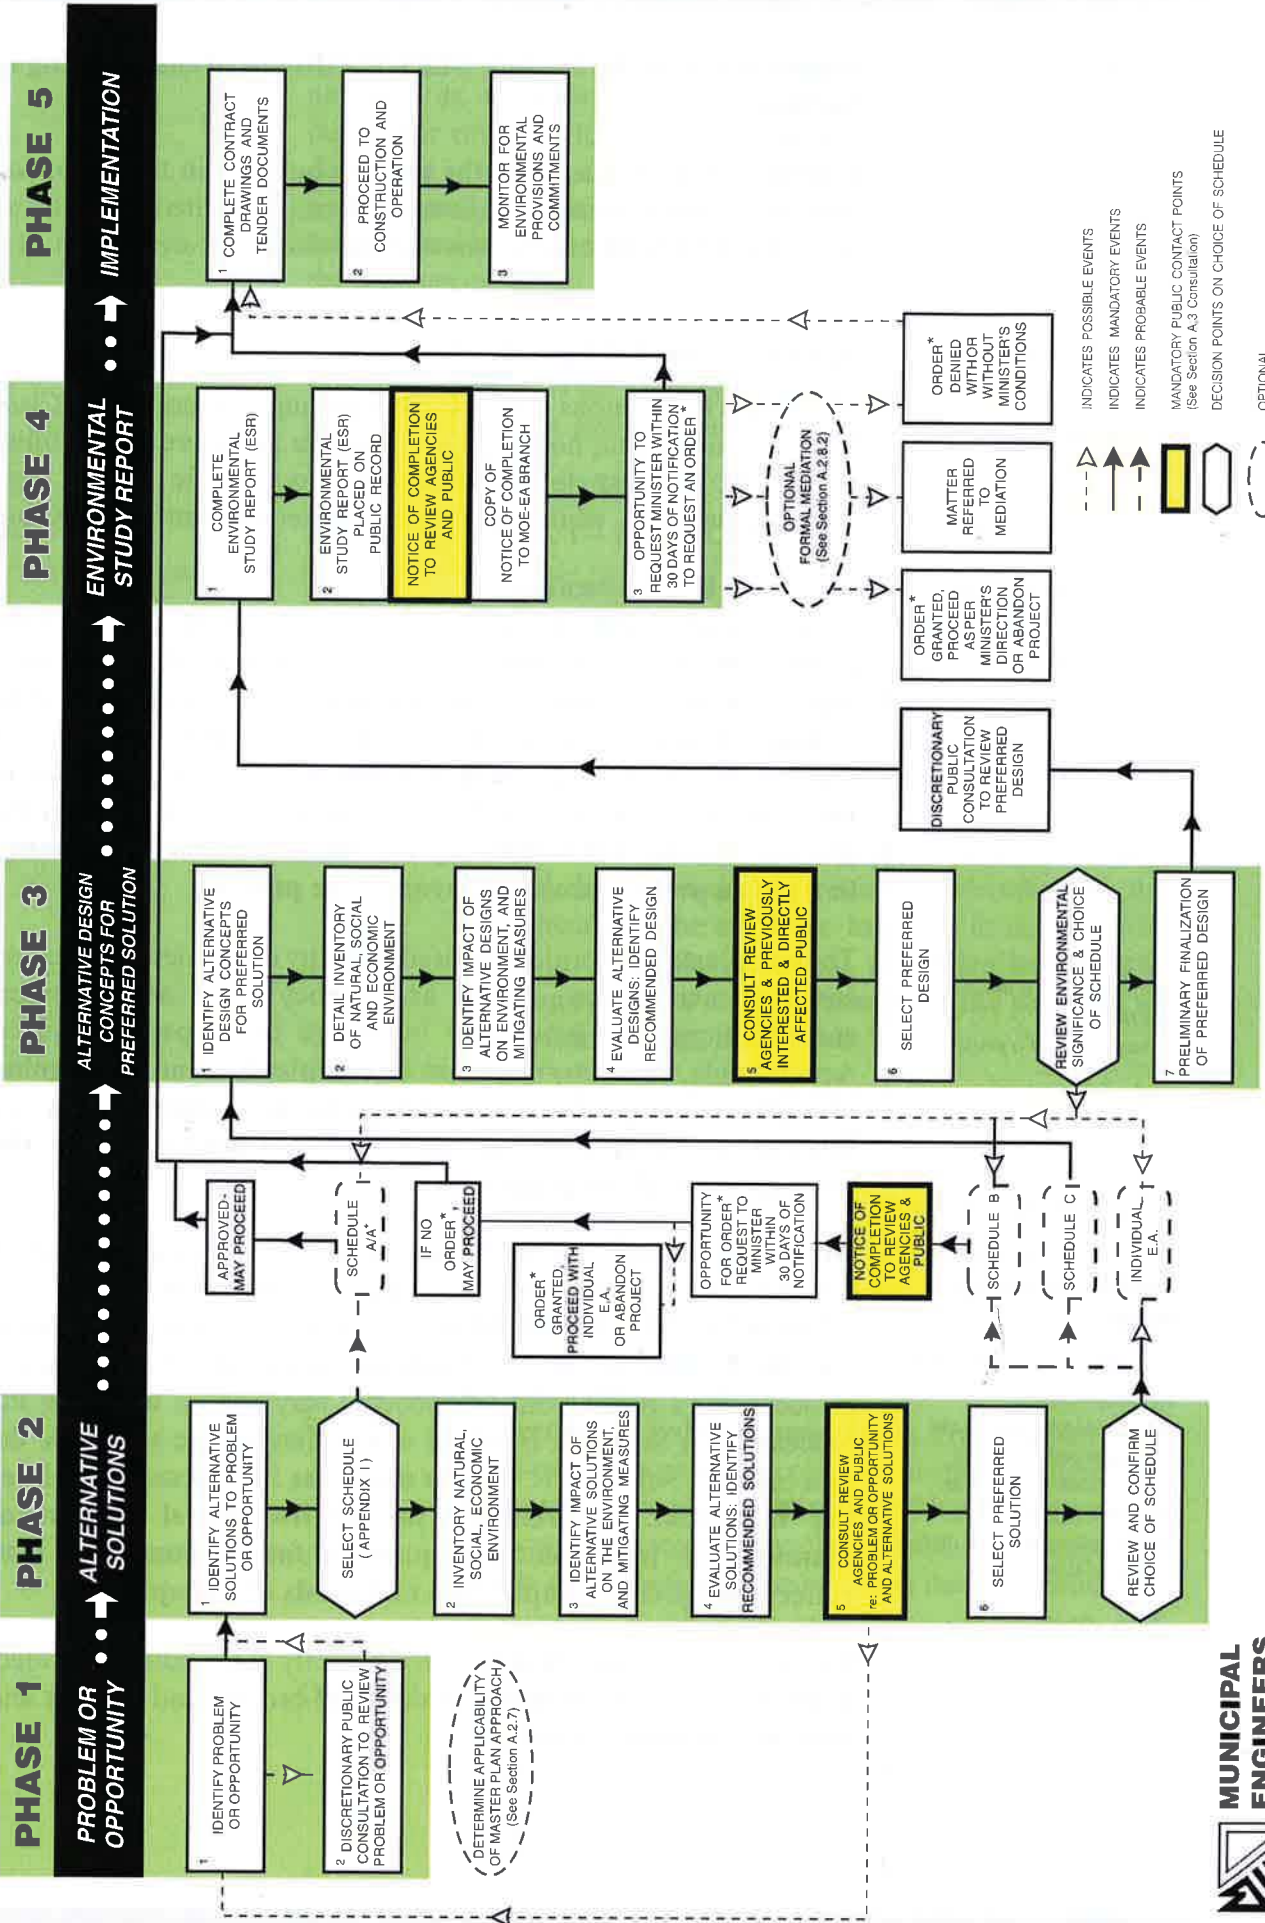 PHASE 1
PROBLEM OR
OPPORTUNITY
1
IDENTIFY PROBLEM
OR OPPORTUNITY
2 DISCRETIONARY PUBLIC
CONSULTATION TO REVIEW
PROBLEM OR OPPORTUNITY
DETERMINE APPLICABILITY
OF MASTER PLAN APPROACH
(See Section A.2.7)
PHASE 2
ALTERNATIVE
SOLUTIONS
1 IDENTIFY ALTERNATIVE
SOLUTIONS TO PROBLEM
OR OPPORTUNITY
SELECT SCHEDULE
( APPENDIX I )
INVENTORY NATURAL,
2 SOCIAL, ECONOMIC
ENVIRONMENT
IDENTIFY IMPACT OF
3 ALTERNATIVE SOLUTIONS
ON THE ENVIRONMENT,
AND MITIGATING MEASURES
4 EVALUATE ALTERNATIVE
SOLUTIONS: IDENTIFY
RECOMMENDED SOLUTIONS
5 CONSULT REVIEW
AGENCIES AND PUBLIC
re: PROBLEM OR OPPORTUNITY
AND ALTERNATIVE SOLUTIONS
6 SELECT PREFERRED
SOLUTION
REVIEW AND CONFIRM
CHOICE OF SCHEDULE
APPROVED-
MAY PROCEED
SCHEDULE
A/A+
IF NO
ORDER*,
MAY PROCEED
ORDER*
GRANTED,
PROCEED WITH
INDIVIDUAL
E.A.
OR ABANDON
PROJECT
OPPORTUNITY
FOR ORDER*
REQUEST TO
MINISTER
WITHIN
30 DAYS OF
NOTIFICATION
NOTICE OF
COMPLETION
TO REVIEW
AGENCIES &
PUBLIC
SCHEDULE B
SCHEDULE C
INDIVIDUAL
E.A.
PHASE 3
ALTERNATIVE DESIGN
CONCEPTS FOR
PREFERRED SOLUTION
1 IDENTIFY ALTERNATIVE
DESIGN CONCEPTS
FOR PREFERRED
SOLUTION
2 DETAIL INVENTORY
OF NATURAL, SOCIAL
AND ECONOMIC
ENVIRONMENT
3 IDENTIFY IMPACT OF
ALTERNATIVE DESIGNS
ON ENVIRONMENT, AND
MITIGATING MEASURES
4 EVALUATE ALTERNATIVE
DESIGNS: IDENTIFY
RECOMMENDED DESIGN
5 CONSULT REVIEW
AGENCIES & PREVIOUSLY
INTERESTED & DIRECTLY
AFFECTED PUBLIC
6 SELECT PREFERRED
DESIGN
REVIEW ENVIRONMENTAL
SIGNIFICANCE & CHOICE
OF SCHEDULE
7 PRELIMINARY FINALIZATION
OF PREFERRED DESIGN
DISCRETIONARY
PUBLIC
CONSULTATION
TO REVIEW
PREFERRED
DESIGN
PHASE 4
ENVIRONMENTAL
STUDY REPORT
1 COMPLETE
ENVIRONMENTAL
STUDY REPORT (ESR)
2 ENVIRONMENTAL
STUDY REPORT (ESR)
PLACED ON
PUBLIC RECORD
NOTICE OF COMPLETION
TO REVIEW AGENCIES
AND PUBLIC
COPY OF
NOTICE OF COMPLETION
TO MOE-EA BRANCH
3 OPPORTUNITY TO
REQUEST MINISTER WITHIN
30 DAYS OF NOTIFICATION
TO REQUEST AN ORDER*
OPTIONAL
FORMAL MEDIATION
(See Section A.2.8.2)
ORDER*
GRANTED,
PROCEED
AS PER
MINISTER'S
DIRECTION
OR ABANDON
PROJECT
MATTER
REFERRED
TO
MEDIATION
ORDER*
DENIED
WITH OR
WITHOUT
MINISTER'S
CONDITIONS
PHASE 5
IMPLEMENTATION
1 COMPLETE CONTRACT
DRAWINGS AND
TENDER DOCUMENTS
2 PROCEED TO
CONSTRUCTION AND
OPERATION
3 MONITOR FOR
ENVIRONMENTAL
PROVISIONS AND
COMMITMENTS
INDICATES POSSIBLE EVENTS
INDICATES MANDATORY EVENTS
INDICATES PROBABLE EVENTS
MANDATORY PUBLIC CONTACT POINTS
(See Section A.3 Consultation)
DECISION POINTS ON CHOICE OF SCHEDULE
OPTIONAL
MUNICIPAL
ENGINEERS